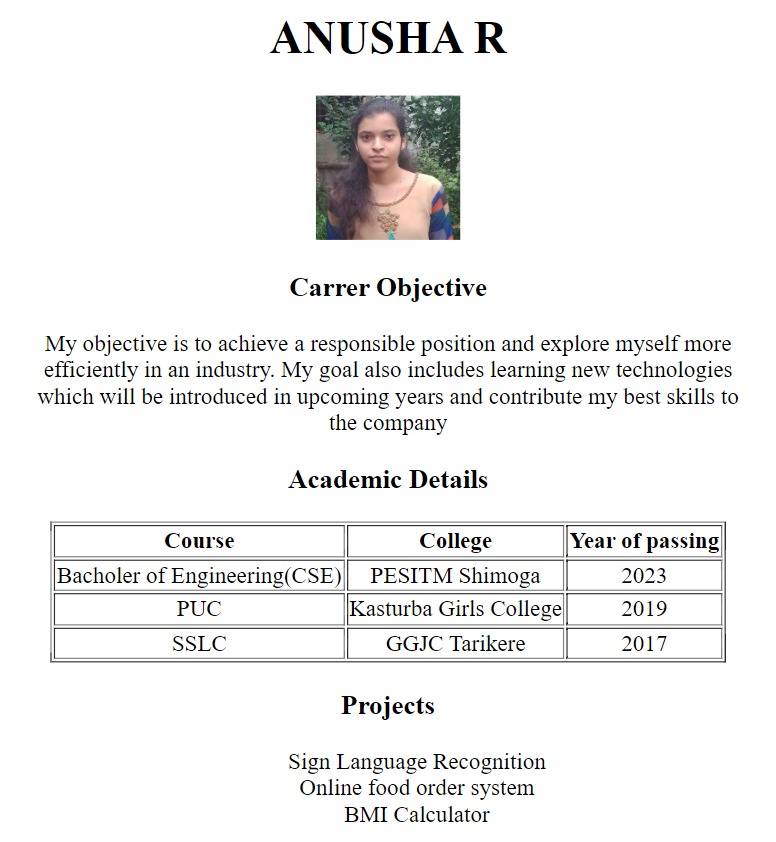 ANUSHA R
Carrer Objective
My objective is to achieve a responsible position and explore myself more
efficiently in an industry. My goal also includes learning new technologies
which will be introduced in upcoming years and contribute my best skills to
the company
Academic Details
Course College Year of passing
Bacholer of Engineering(CSE) PESITM Shimoga 2023
PUC Kasturba Girls College 2019
SSLC GGJC Tarikere 2017
Projects
Sign Language Recognition
Online food order system
BMI Calculator